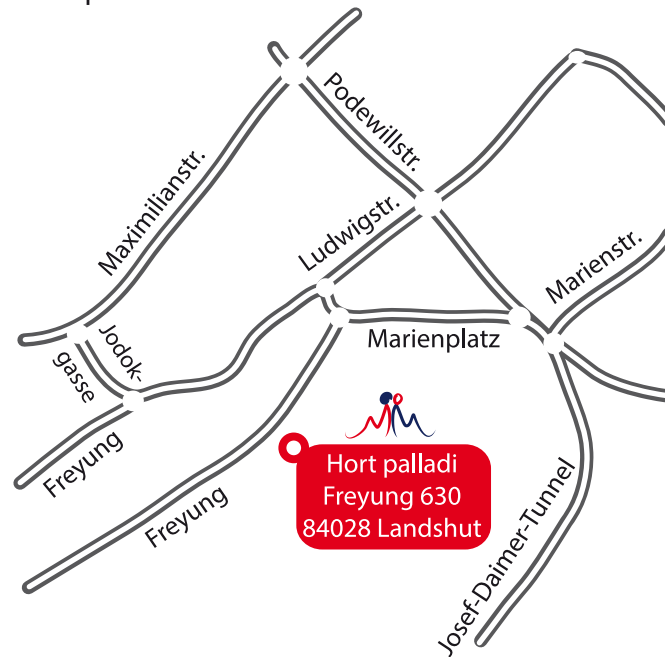 Podewillstr.
Maximilianstr.
Ludwigstr.
Marienstr.
Jodok-
gasse
Marienplatz
Freyung
Freyung
Hort palladi
Freyung 630
84028 Landshut
Josef-Daimer-Tunnel